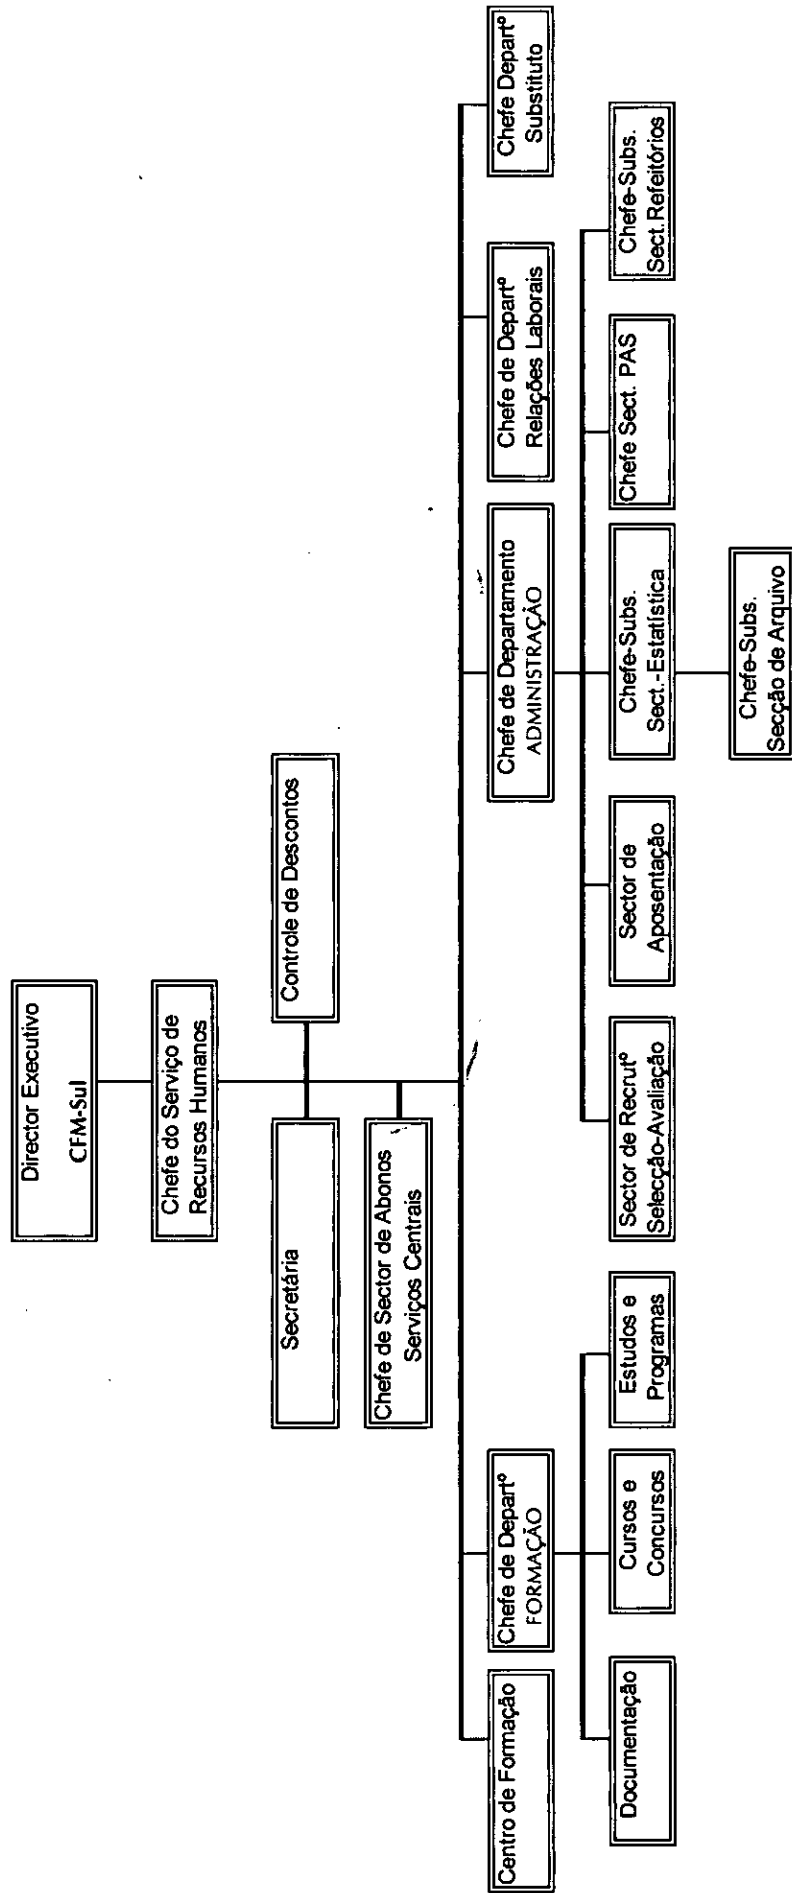 Director Executivo
CFM-Sul
Chefe do Serviço de
Recursos Humanos
Secretária
Controle de Descontos
Chefe de Sector de Abonos
Serviços Centrais
Centro de Formação
Chefe de Departº
FORMAÇÃO
Chefe de Departamento
ADMINISTRAÇÃO
Chefe de Departº
Relações Laborais
Chefe Departº
Substituto
Documentação
Cursos e
Concursos
Estudos e
Programas
Sector de Recrutº
Selecção-Avaliação
Sector de
Aposentação
Chefe-Subs.
Sect.-Estatística
Chefe Sect. PAS
Chefe-Subs.
Sect.Refeitórios
Chefe-Subs.
Secção de Arquivo